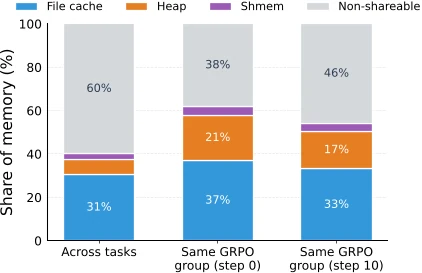 File cache Heap Shmem Non-shareable
Share of memory (%)
100
80
60
40
20
0
60%
31%
38%
21%
37%
46%
17%
33%
Across tasks
Same GRPO
group (step 0)
Same GRPO
group (step 10)